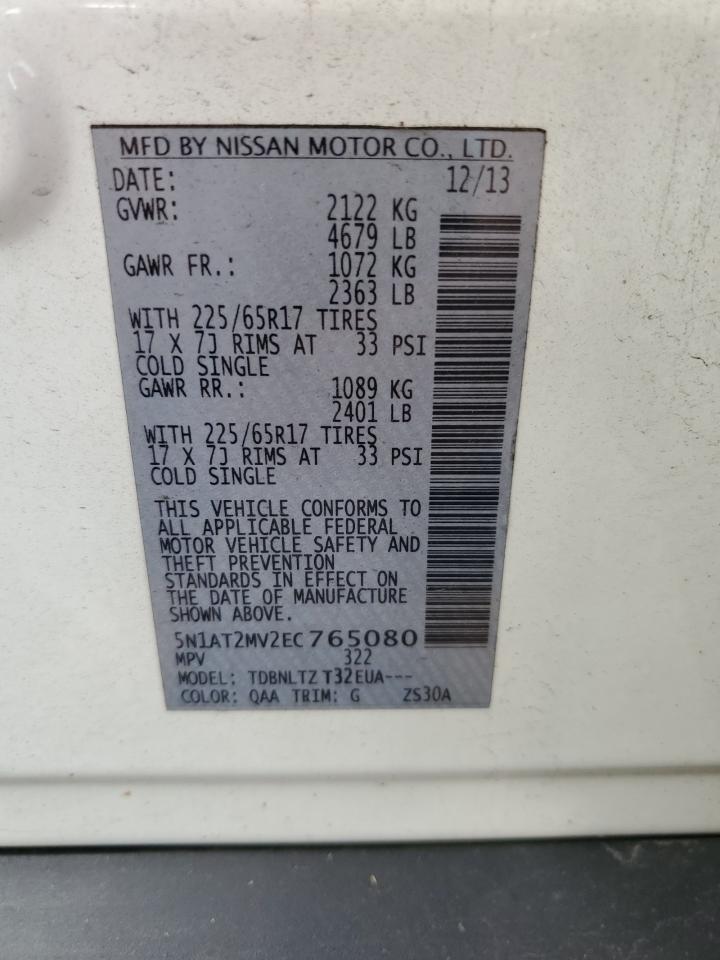 MFD BY NISSAN MOTOR CO., LTD.
DATE: 12/13
GVWR: 2122 KG
4679 LB
GAWR FR.: 1072 KG
2363 LB
WITH 225/65R17 TIRES
17 X 7J RIMS AT 33 PSI
COLD SINGLE
GAWR RR.: 1089 KG
2401 LB
WITH 225/65R17 TIRES
17 X 7J RIMS AT 33 PSI
COLD SINGLE
THIS VEHICLE CONFORMS TO
ALL APPLICABLE FEDERAL
MOTOR VEHICLE SAFETY AND
THEFT PREVENTION
STANDARDS IN EFFECT ON
THE DATE OF MANUFACTURE
SHOWN ABOVE.
5N1AT2MV2EC765080
MPV 322
MODEL: TDBNLTZ T32EUA---
COLOR: QAA TRIM: G ZS30A